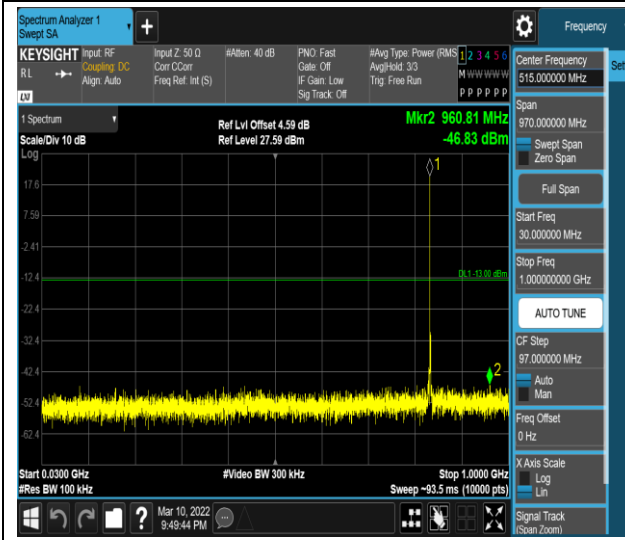 Spectrum Analyzer 1
Swept SA
+
Frequency
KEYSIGHT
RL
LXI
Input: RF
Coupling: DC
Align: Auto
Input Z: 50 Ω
Corr CCorr
Freq Ref: Int (S)
#Atten: 40 dB
PNO: Fast
Gate: Off
IF Gain: Low
Sig Track: Off
#Avg Type: Power (RMS
Avg|Hold: 3/3
Trig: Free Run
1 2 3 4 5 6
M W W W W W
P P P P P P
1 Spectrum
Scale/Div 10 dB
Log
Ref Lvl Offset 4.59 dB
Ref Level 27.59 dBm
Mkr2 960.81 MHz
-46.83 dBm
1
17.6
7.59
-2.41
-12.4
DL1 -13.00 dBm
-22.4
-32.4
-42.4
2
-52.4
-62.4
Start 0.0300 GHz
#Res BW 100 kHz
#Video BW 300 kHz
Stop 1.0000 GHz
Sweep ~93.5 ms (10000 pts)
?
Mar 10, 2022
9:49:44 PM
Center Frequency
515.000000 MHz
Set
Span
970.000000 MHz
Swept Span
Zero Span
Full Span
Start Freq
30.000000 MHz
Stop Freq
1.000000000 GHz
AUTO TUNE
CF Step
97.000000 MHz
Auto
Man
Freq Offset
0 Hz
X Axis Scale
Log
Lin
Signal Track
(Span Zoom)